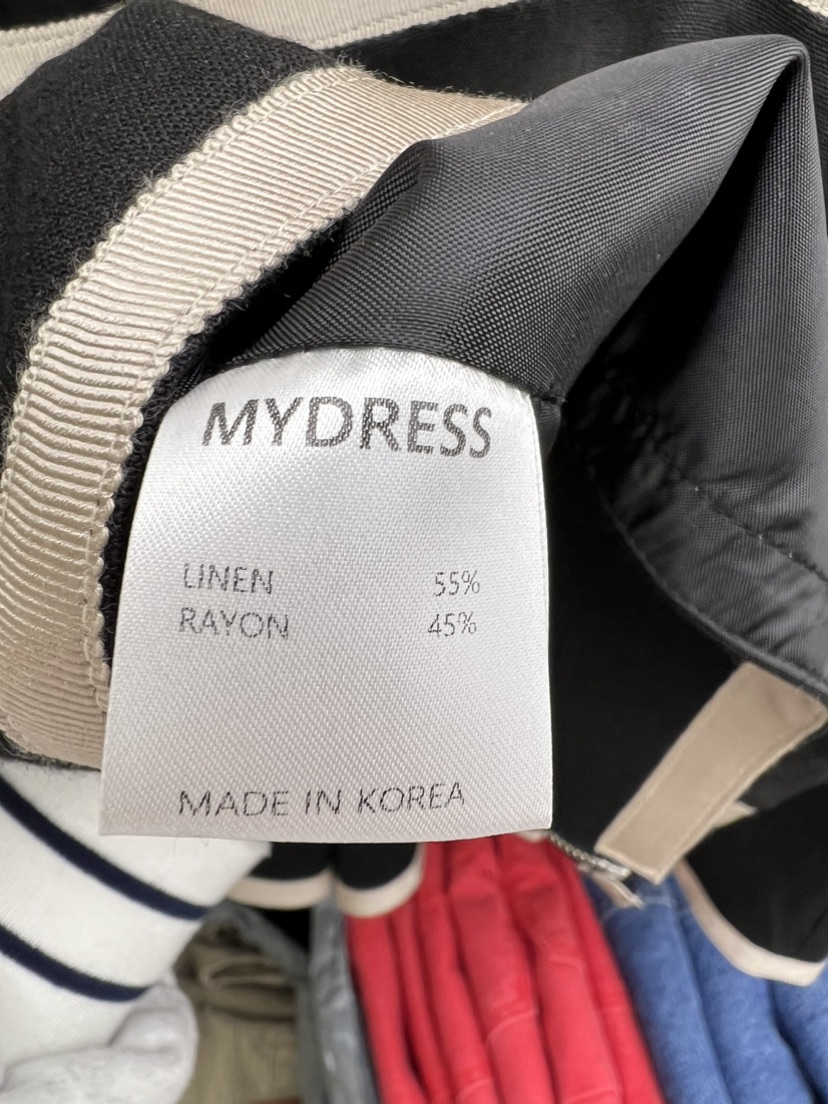 MYDRESS
LINEN 55%
RAYON 45%
MADE IN KOREA